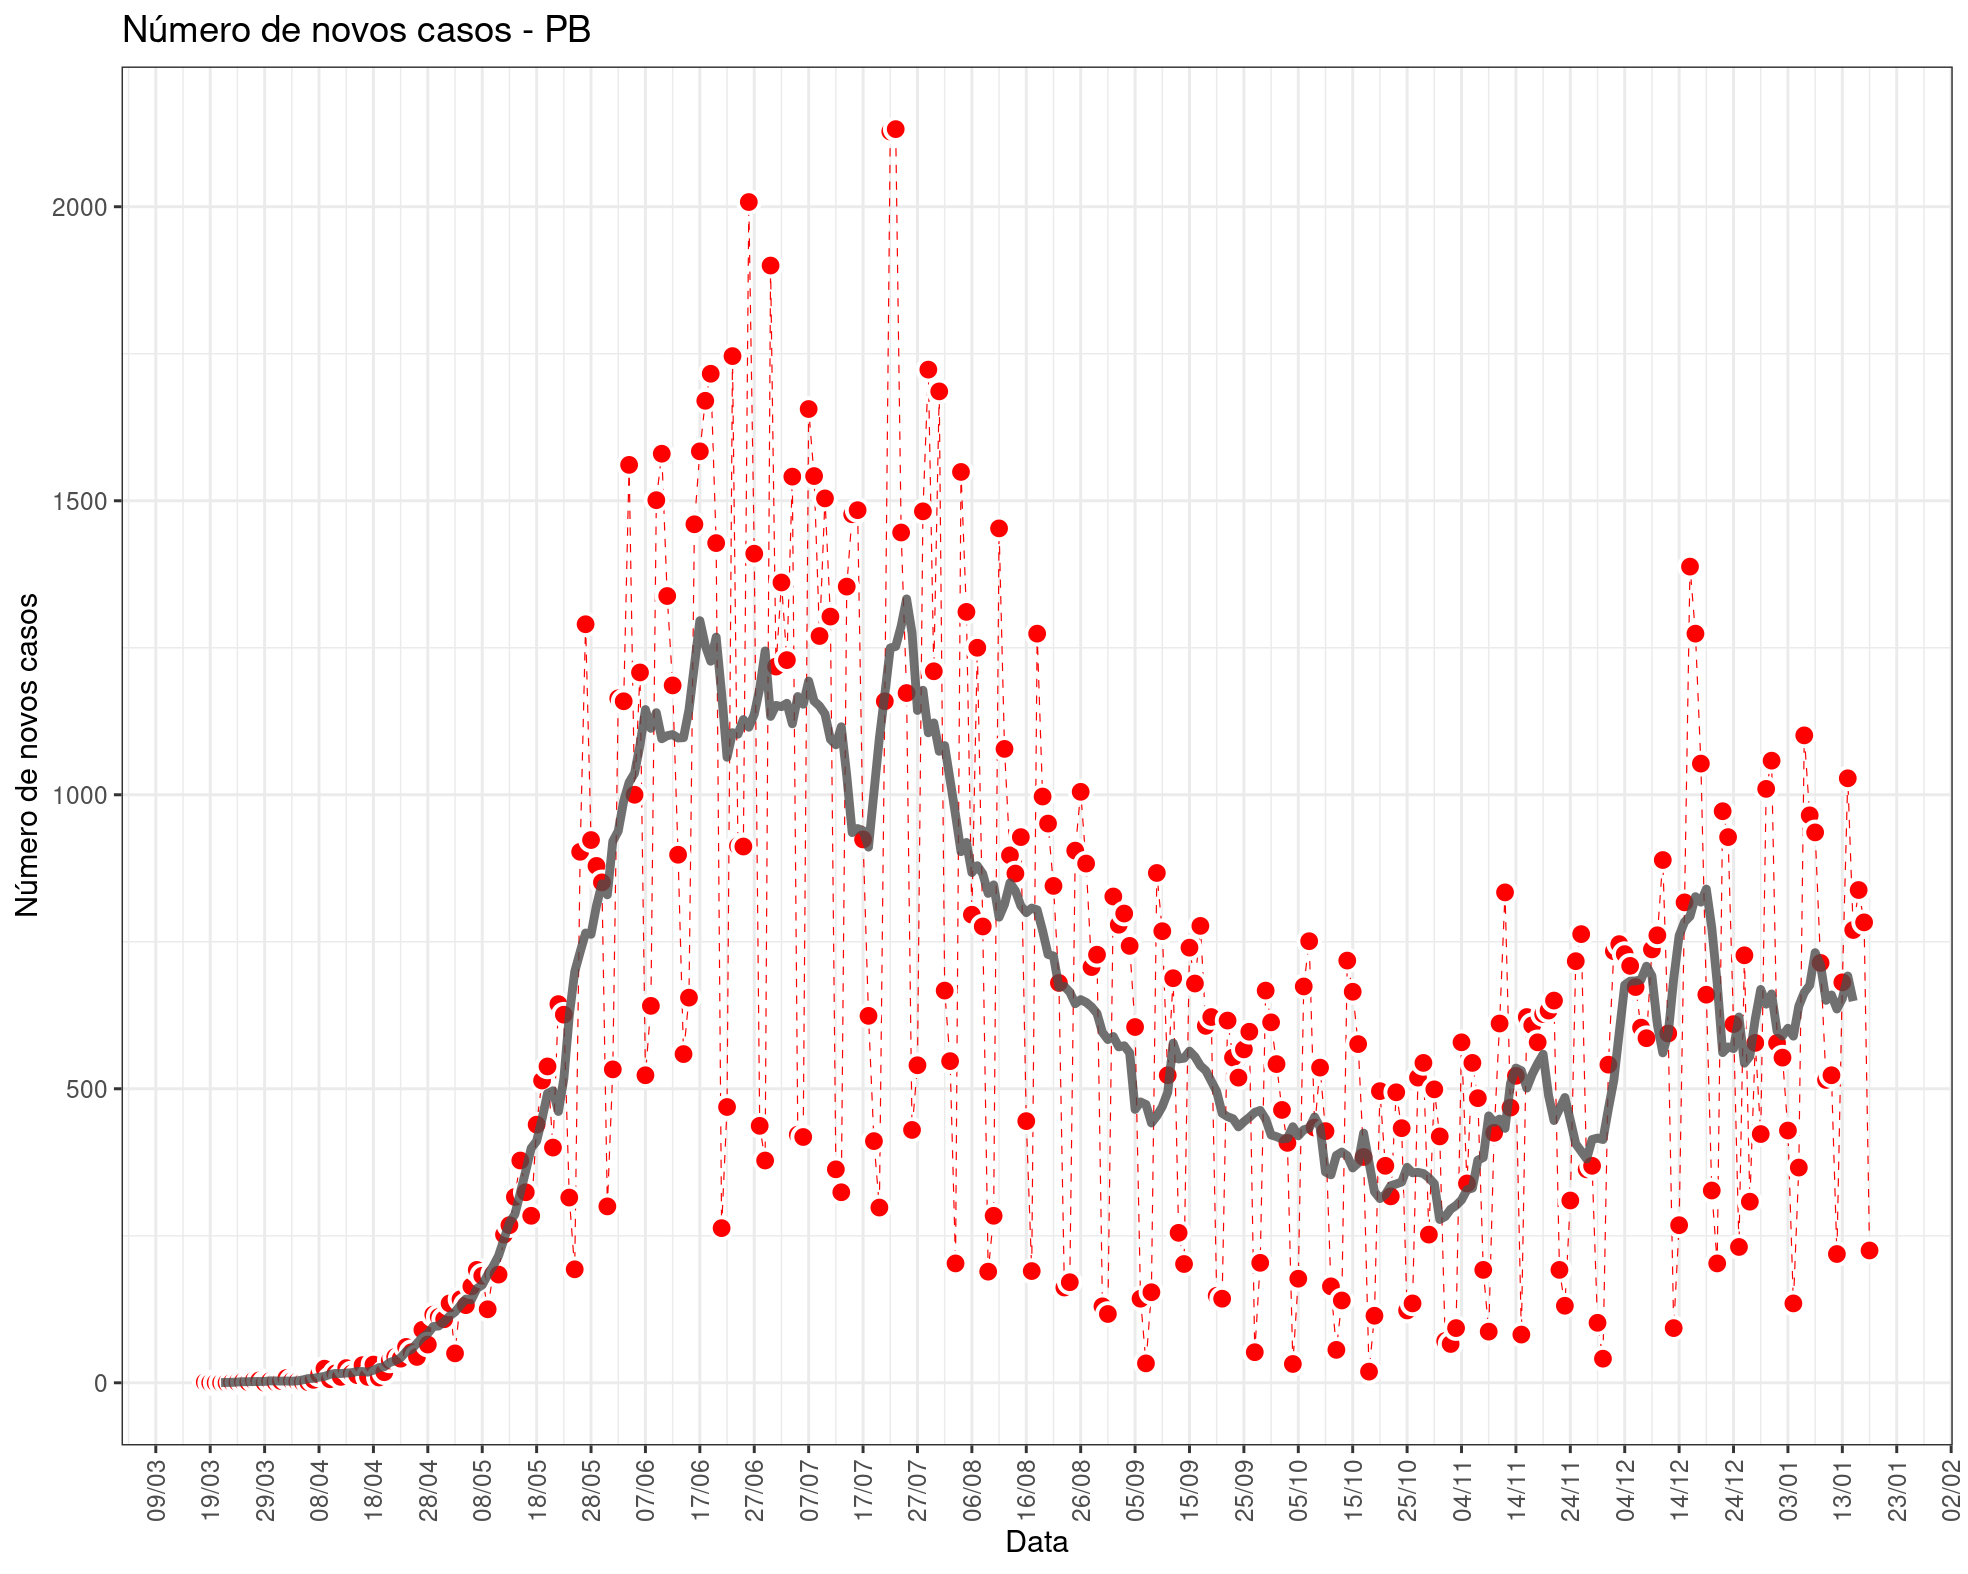 Número de novos casos - PB
Número de novos casos
2000
1500
1000
500
0
09/03 19/03 29/03 08/04 18/04 28/04 08/05 18/05 28/05 07/06 17/06 27/06 07/07 17/07 27/07 06/08 16/08 26/08 05/09 15/09 25/09 05/10 15/10 25/10 04/11 14/11 24/11 04/12 14/12 24/12 03/01 13/01 23/01 02/02
Data